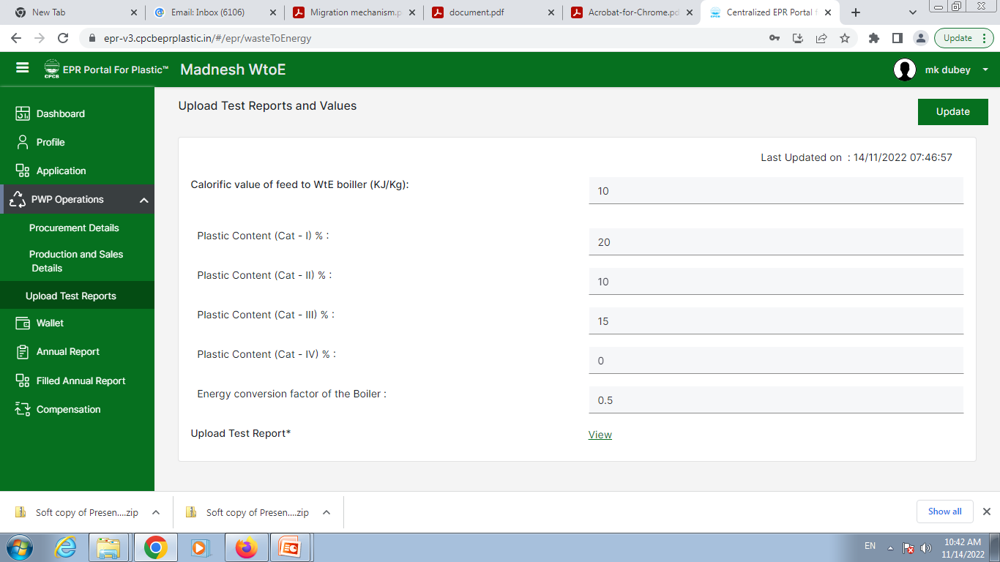 New Tab
Email: Inbox (6106)
Migration mechanism.p
document.pdf
Acrobat-for-Chrome.pd
Centralized EPR Portal f
epr-v3.cpcbeprplastic.in/#/epr/wasteToEnergy
Update
CPCB
EPR Portal For Plastic™
Madnesh WtoE
mk dubey
Dashboard
Profile
Application
PWP Operations
Procurement Details
Production and Sales
Details
Upload Test Reports
Wallet
Annual Report
Filled Annual Report
Compensation
Upload Test Reports and Values
Update
Last Updated on : 14/11/2022 07:46:57
Calorific value of feed to WtE boiller (KJ/Kg):
10
Plastic Content (Cat - I) % :
20
Plastic Content (Cat - II) % :
10
Plastic Content (Cat - III) % :
15
Plastic Content (Cat - IV) % :
0
Energy conversion factor of the Boiler :
0.5
Upload Test Report*
View
Soft copy of Presen....zip
Soft copy of Presen....zip
Show all
EN
10:42 AM
11/14/2022